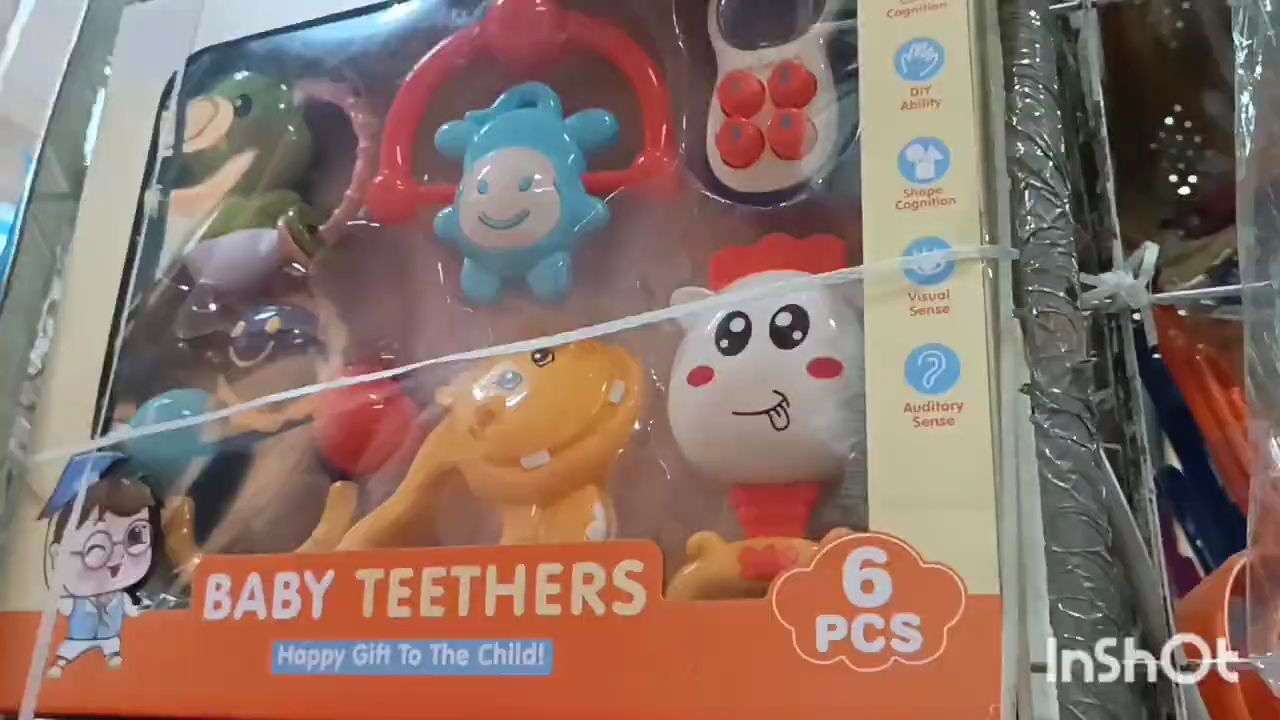 Cognition
DIY
Ability
Shape
Cognition
Visual
Sense
Auditory
Sense
BABY TEETHERS
6
PCS
Happy Gift To The Child!
InShOt